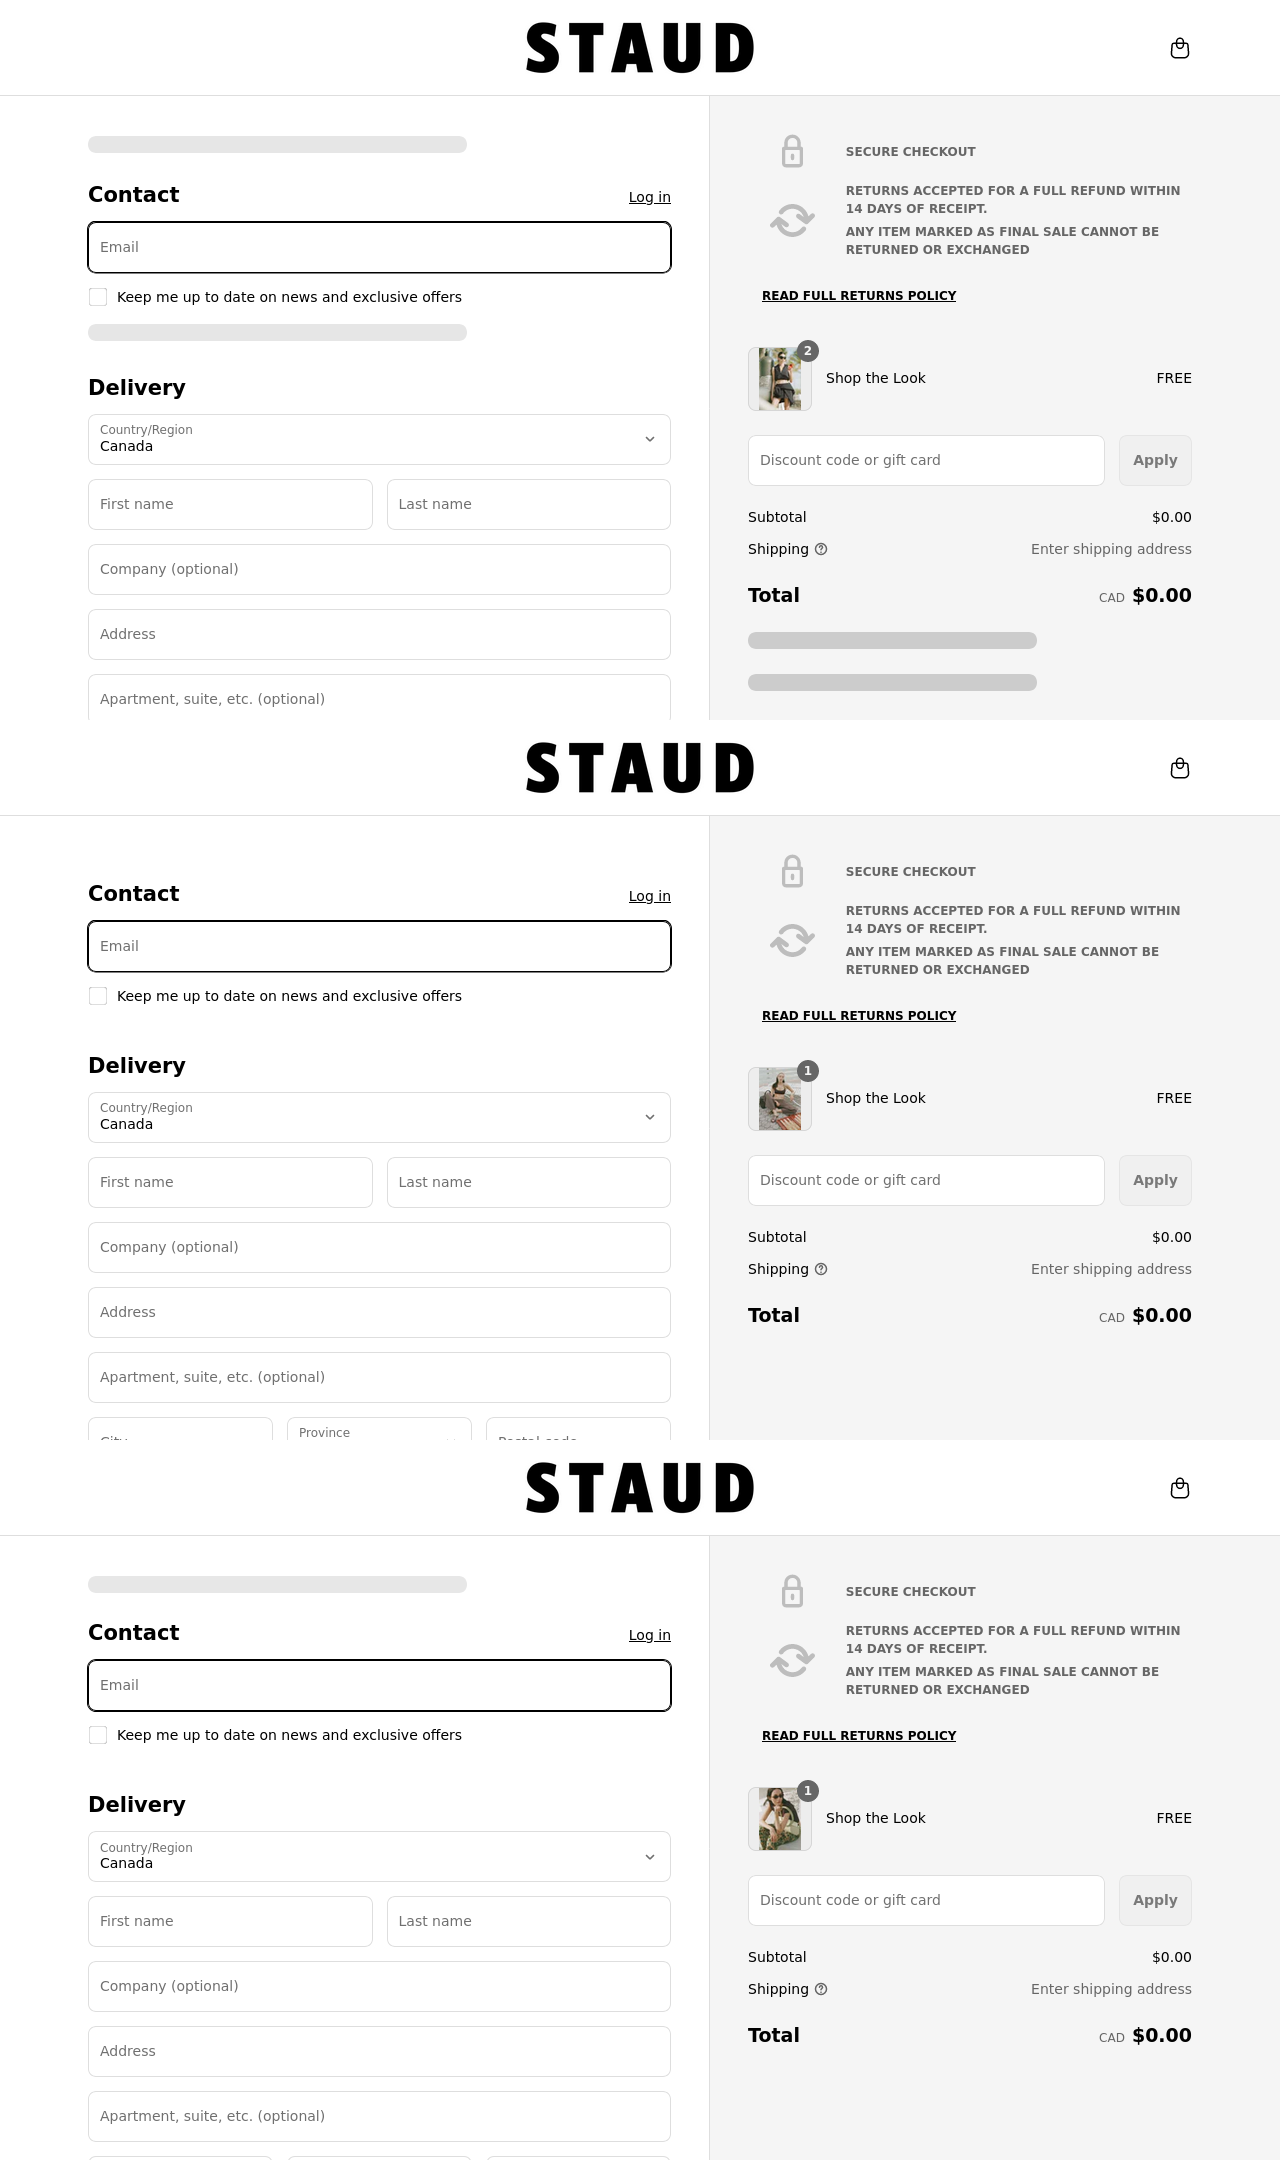 STAUD
Contact
Log in
Email
Keep me up to date on news and exclusive offers
Delivery
Country/Region
Canada
First name
Last name
Company (optional)
Address
Apartment, suite, etc. (optional)
SECURE CHECKOUT
RETURNS ACCEPTED FOR A FULL REFUND WITHIN
14 DAYS OF RECEIPT.
ANY ITEM MARKED AS FINAL SALE CANNOT BE
RETURNED OR EXCHANGED
READ FULL RETURNS POLICY
2
Shop the Look
FREE
Discount code or gift card
Apply
Subtotal
$0.00
Shipping
Enter shipping address
Total
CAD $0.00
STAUD
Contact
Log in
Email
Keep me up to date on news and exclusive offers
Delivery
Country/Region
Canada
First name
Last name
Company (optional)
Address
Apartment, suite, etc. (optional)
City
Province
Postal code
SECURE CHECKOUT
RETURNS ACCEPTED FOR A FULL REFUND WITHIN
14 DAYS OF RECEIPT.
ANY ITEM MARKED AS FINAL SALE CANNOT BE
RETURNED OR EXCHANGED
READ FULL RETURNS POLICY
1
Shop the Look
FREE
Discount code or gift card
Apply
Subtotal
$0.00
Shipping
Enter shipping address
Total
CAD $0.00
STAUD
Contact
Log in
Email
Keep me up to date on news and exclusive offers
Delivery
Country/Region
Canada
First name
Last name
Company (optional)
Address
Apartment, suite, etc. (optional)
SECURE CHECKOUT
RETURNS ACCEPTED FOR A FULL REFUND WITHIN
14 DAYS OF RECEIPT.
ANY ITEM MARKED AS FINAL SALE CANNOT BE
RETURNED OR EXCHANGED
READ FULL RETURNS POLICY
1
Shop the Look
FREE
Discount code or gift card
Apply
Subtotal
$0.00
Shipping
Enter shipping address
Total
CAD $0.00